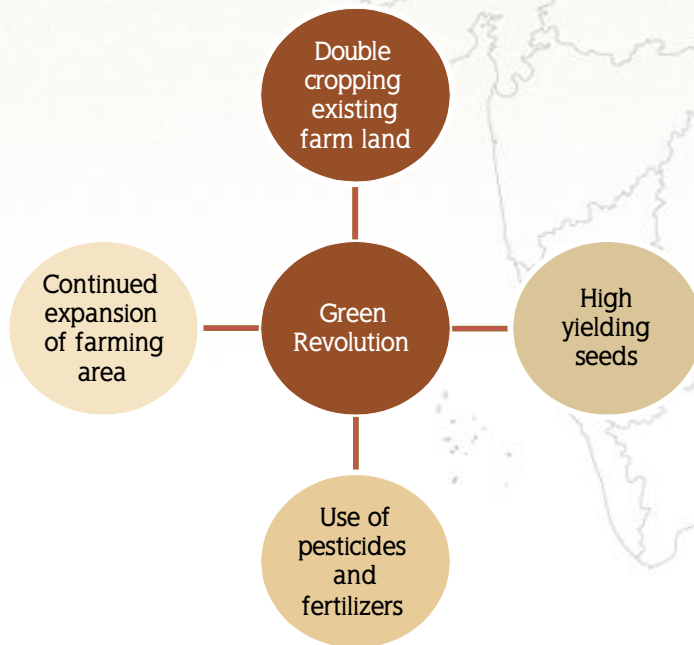 Double
cropping
existing
farm land
Continued
expansion
of farming
area
Green
Revolution
High
yielding
seeds
Use of
pesticides
and
fertilizers